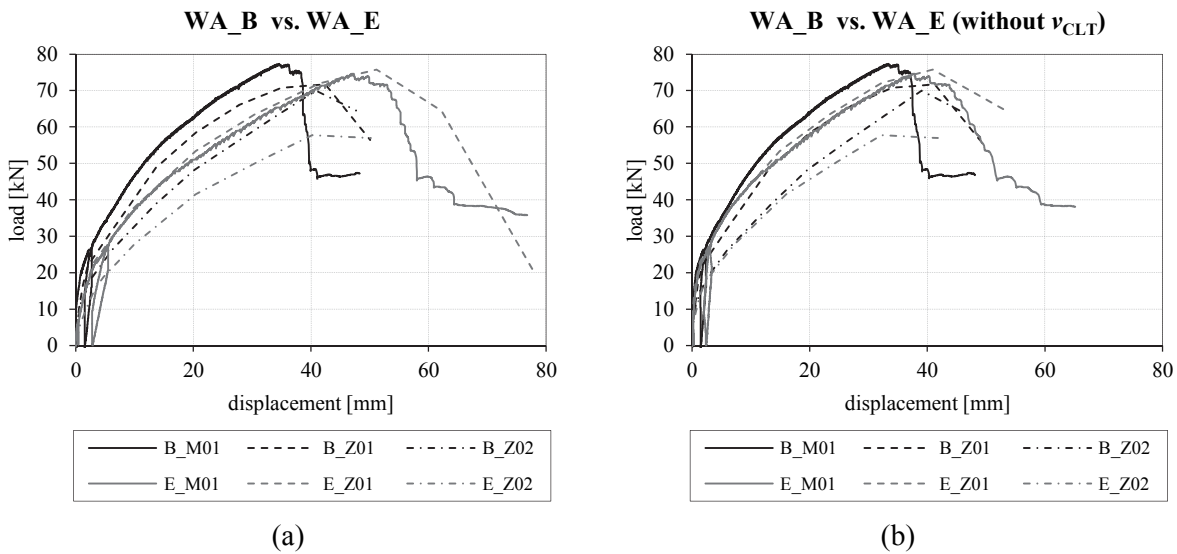 WA_B vs. WA_E
80
70
60
50
40
30
20
10
0
load [kN]
0 20 40 60 80
displacement [mm]
B_M01 B_Z01 B_Z02
E_M01 E_Z01 E_Z02
(a)
WA_B vs. WA_E (without vCLT)
80
70
60
50
40
30
20
10
0
load [kN]
0 20 40 60 80
displacement [mm]
B_M01 B_Z01 B_Z02
E_M01 E_Z01 E_Z02
(b)